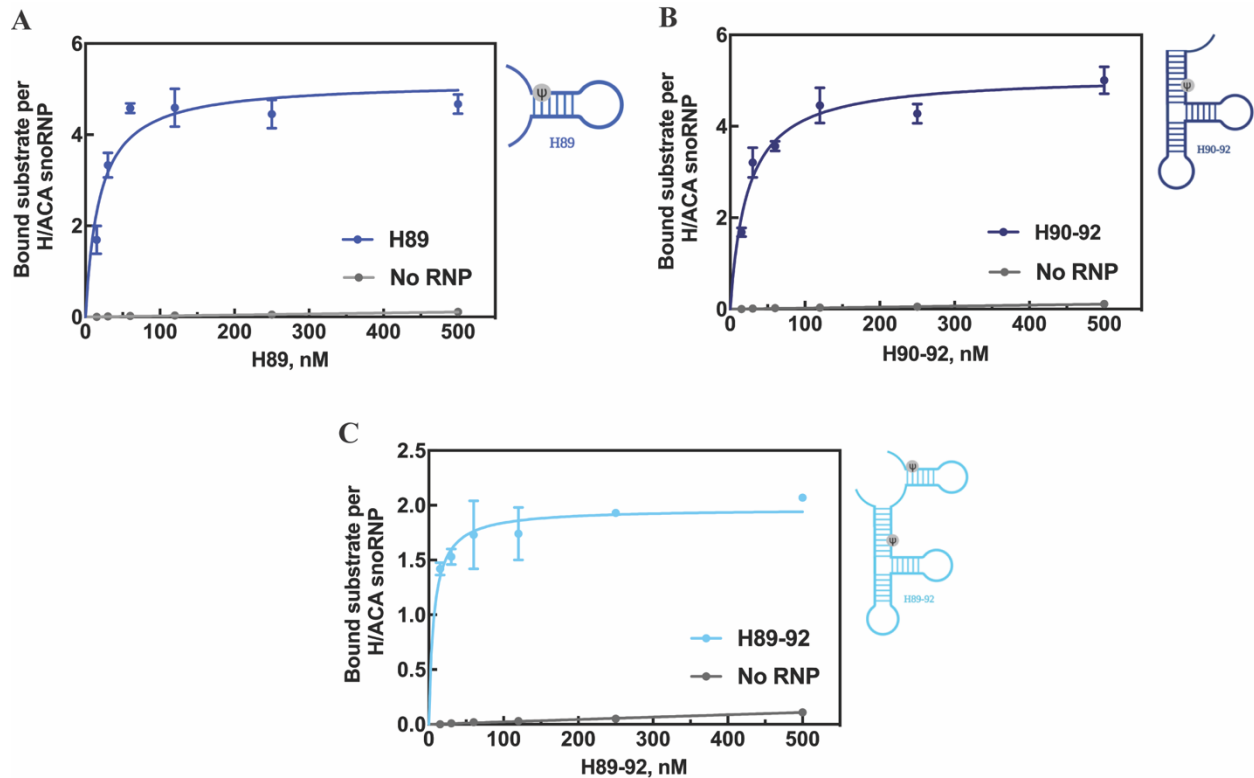 A
Bound substrate per
H/ACA snoRNP
6
4
2
0
0 100 200 300 400 500
H89, nM
H89
No RNP
ψ
H89
B
Bound substrate per
H/ACA snoRNP
6
4
2
0
0 100 200 300 400 500
H90-92, nM
H90-92
No RNP
ψ
H90-92
C
Bound substrate per
H/ACA snoRNP
2.5
2.0
1.5
1.0
0.5
0.0
0 100 200 300 400 500
H89-92, nM
H89-92
No RNP
ψ
ψ
H89-92